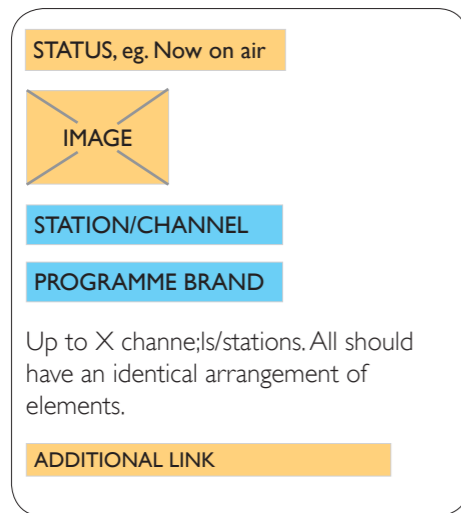 STATUS, eg. Now on air
IMAGE
STATION/CHANNEL
PROGRAMME BRAND
Up to X channe;ls/stations. All should
have an identical arrangement of
elements.
ADDITIONAL LINK